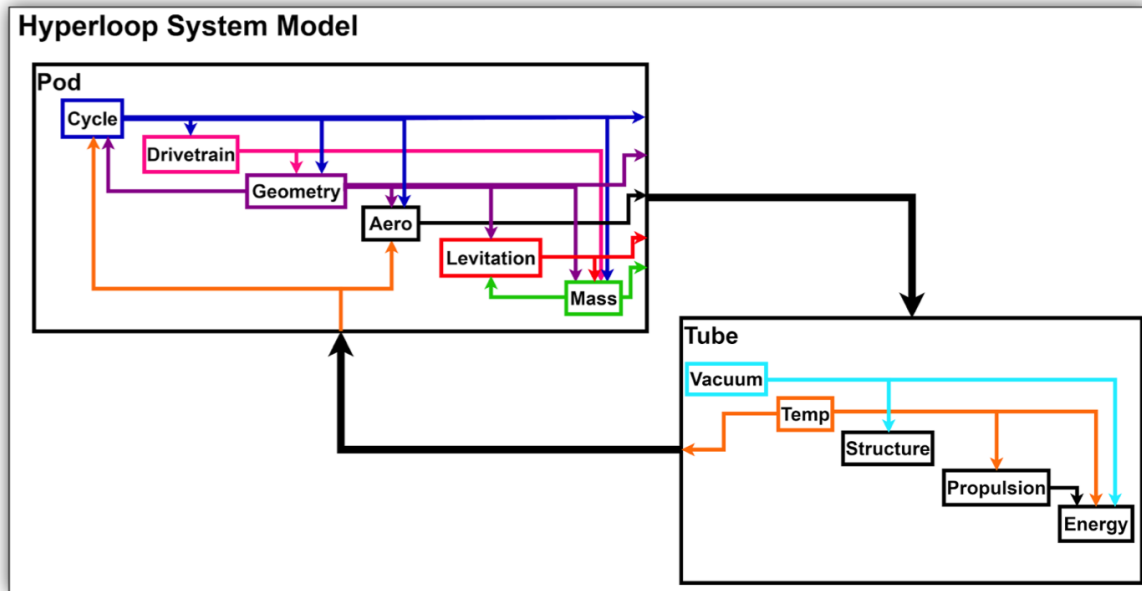 Hyperloop System Model
Pod
Cycle
Drivetrain
Geometry
Aero
Levitation
Mass
Tube
Vacuum
Temp
Structure
Propulsion
Energy